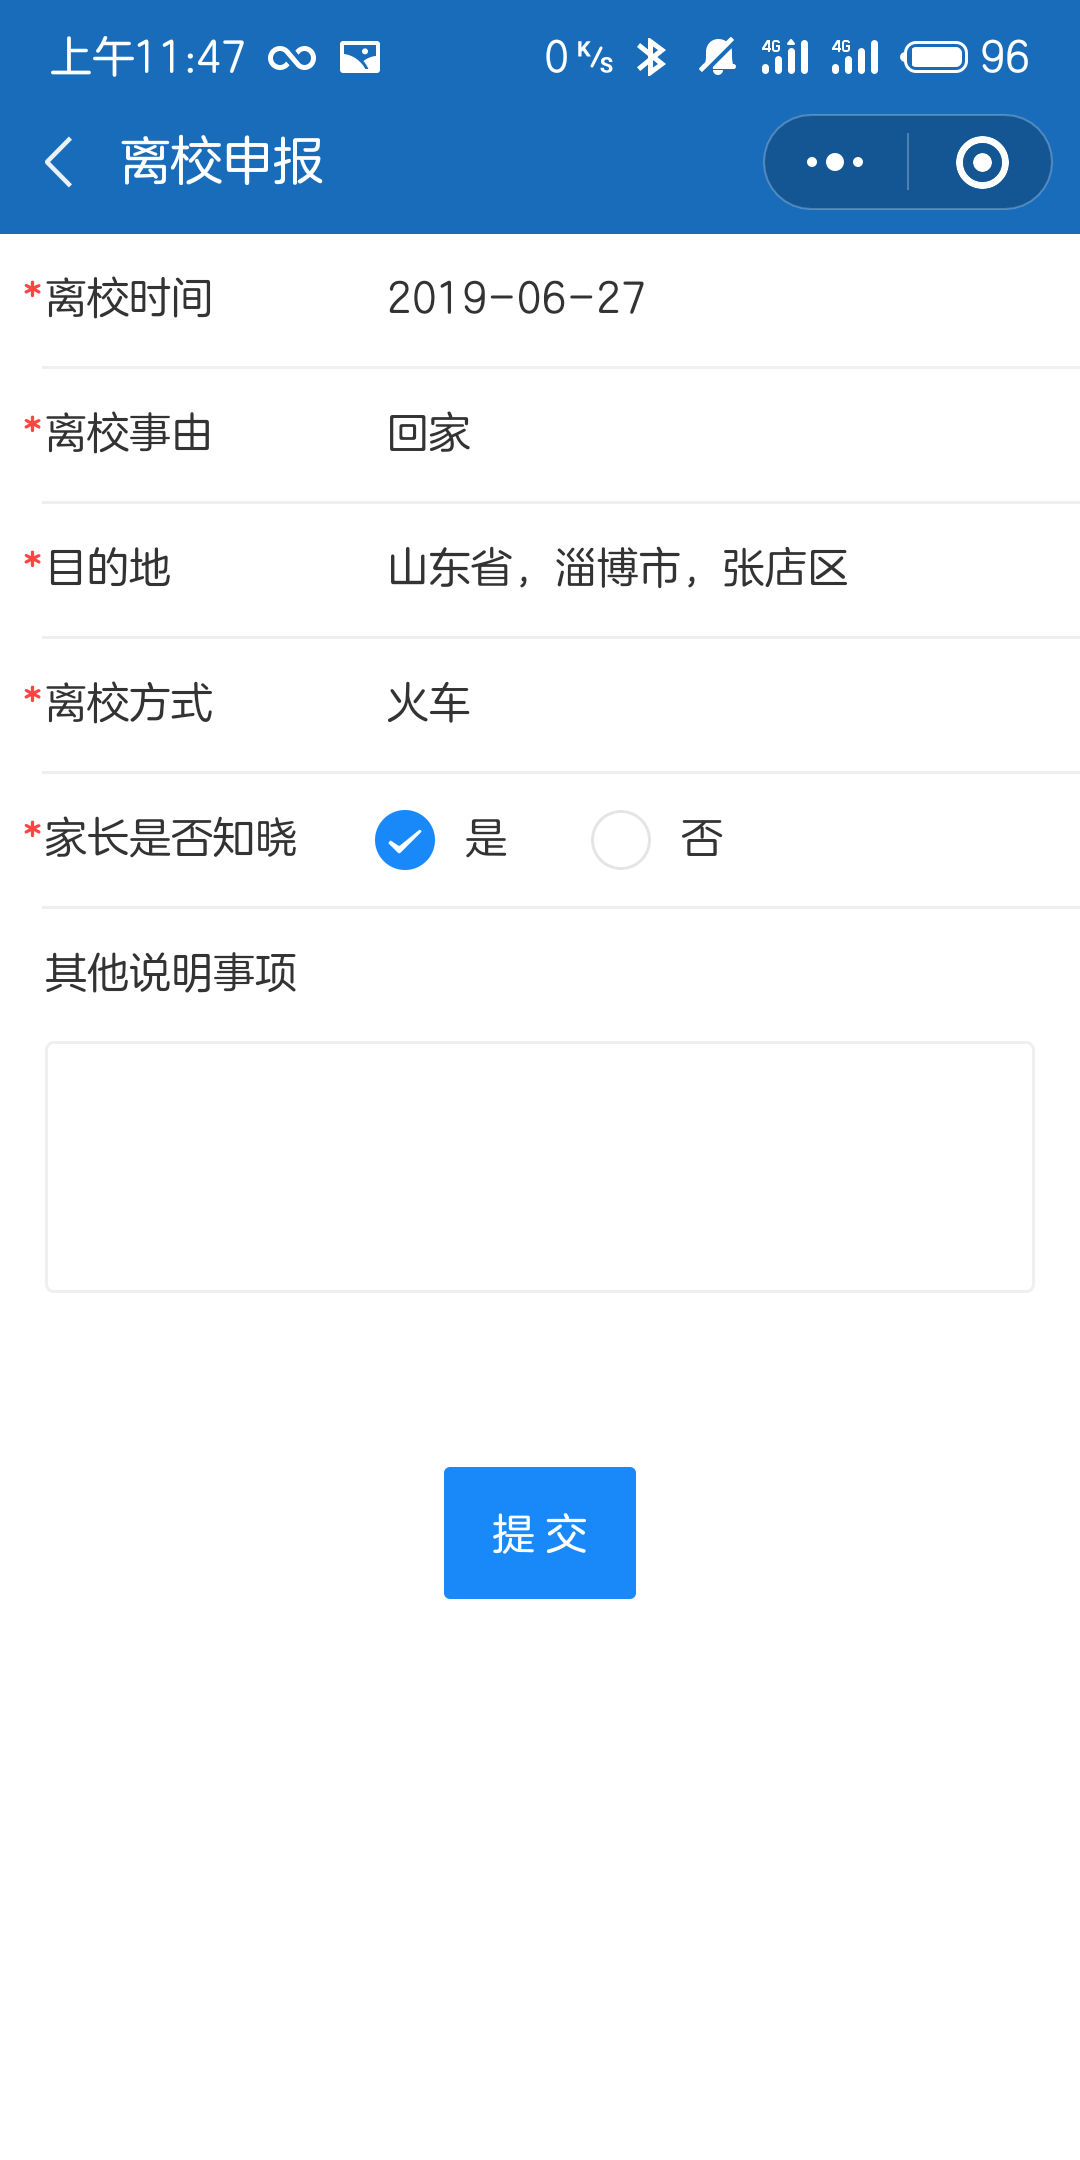 上午11:47 0 K/s 4G 4G 96
离校申报
*离校时间 2019-06-27
*离校事由 回家
*目的地 山东省，淄博市，张店区
*离校方式 火车
*家长是否知晓 是 否
其他说明事项
提交